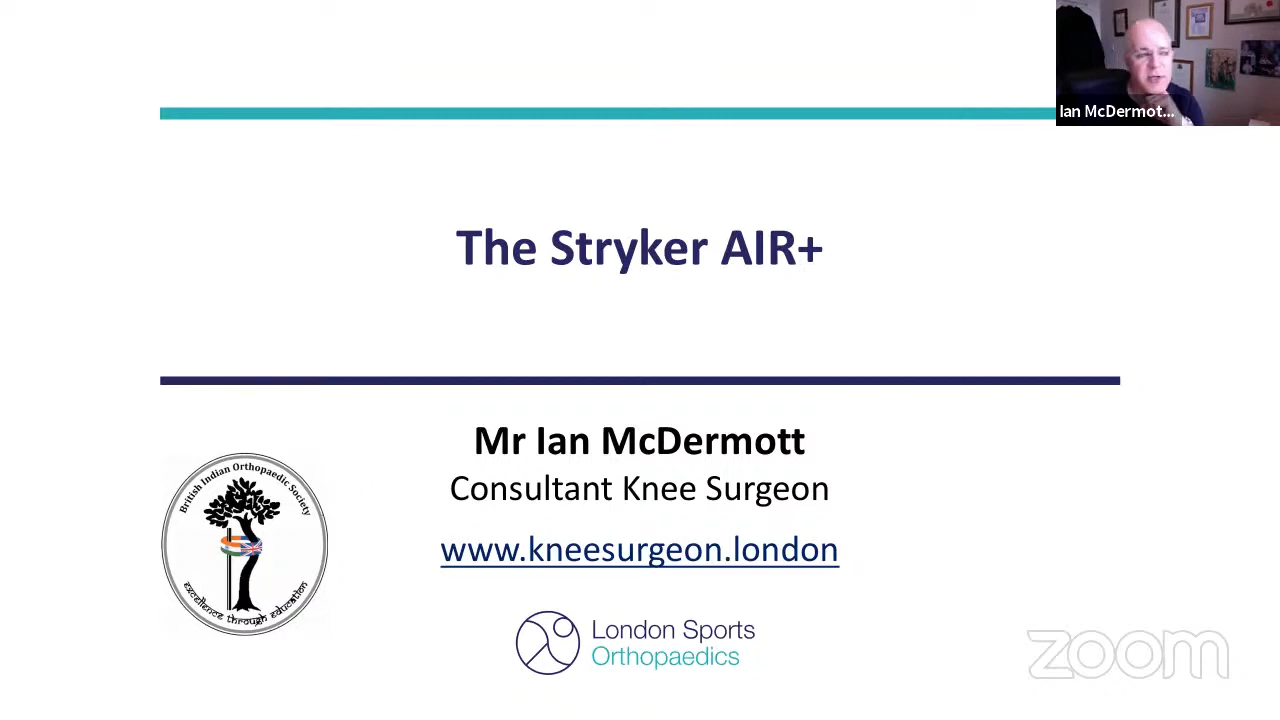 Ian McDermot...
The Stryker AIR+
Mr Ian McDermott
Consultant Knee Surgeon
www.kneesurgeon.london
British Indian Orthopaedic Society
excellence through education
London Sports
Orthopaedics
zoom